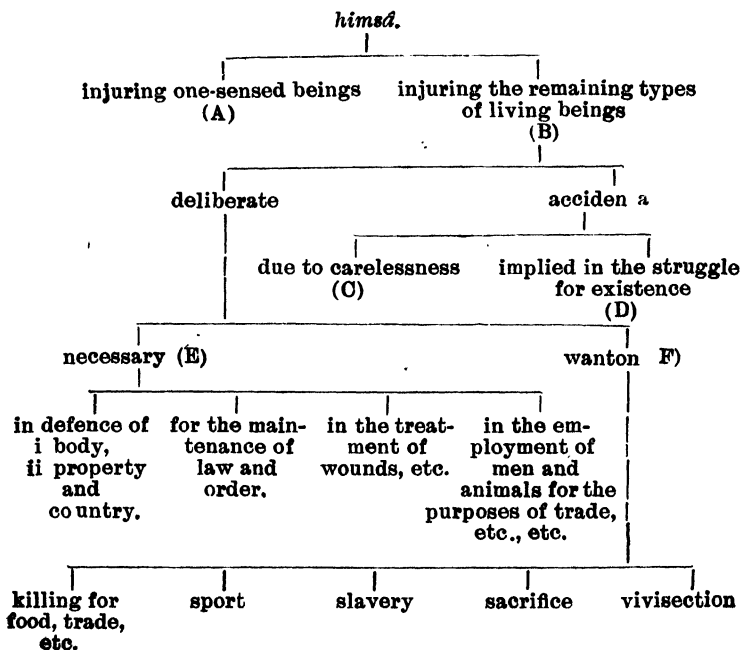 himsâ.
injuring one-sensed beings
(A)
injuring the remaining types
of living beings
(B)
deliberate
acciden a
due to carelessness
(C)
implied in the struggle
for existence
(D)
necessary (E)
wanton F)
in defence of
i body,
ii property
and
country.
for the main-
tenance of
law and
order.
in the treat-
ment of
wounds, etc.
in the em-
ployment of
men and
animals for the
purposes of trade,
etc., etc.
killing for
food, trade,
etc.
sport
slavery
sacrifice
vivisection